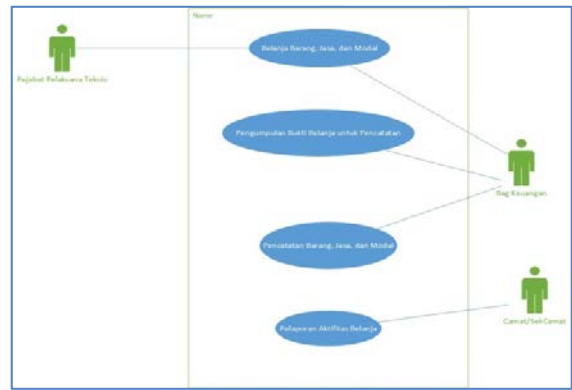 Name
Belanja Barang, Jasa, dan Modal
Pejabat Pelaksana Teknis
Pengumpulan Bukti Belanja untuk Pencatatan
Bag Keuangan
Pencatatan Barang, Jasa, dan Modal
Camat/SekCamat
Pelaporan Aktifitas Belanja